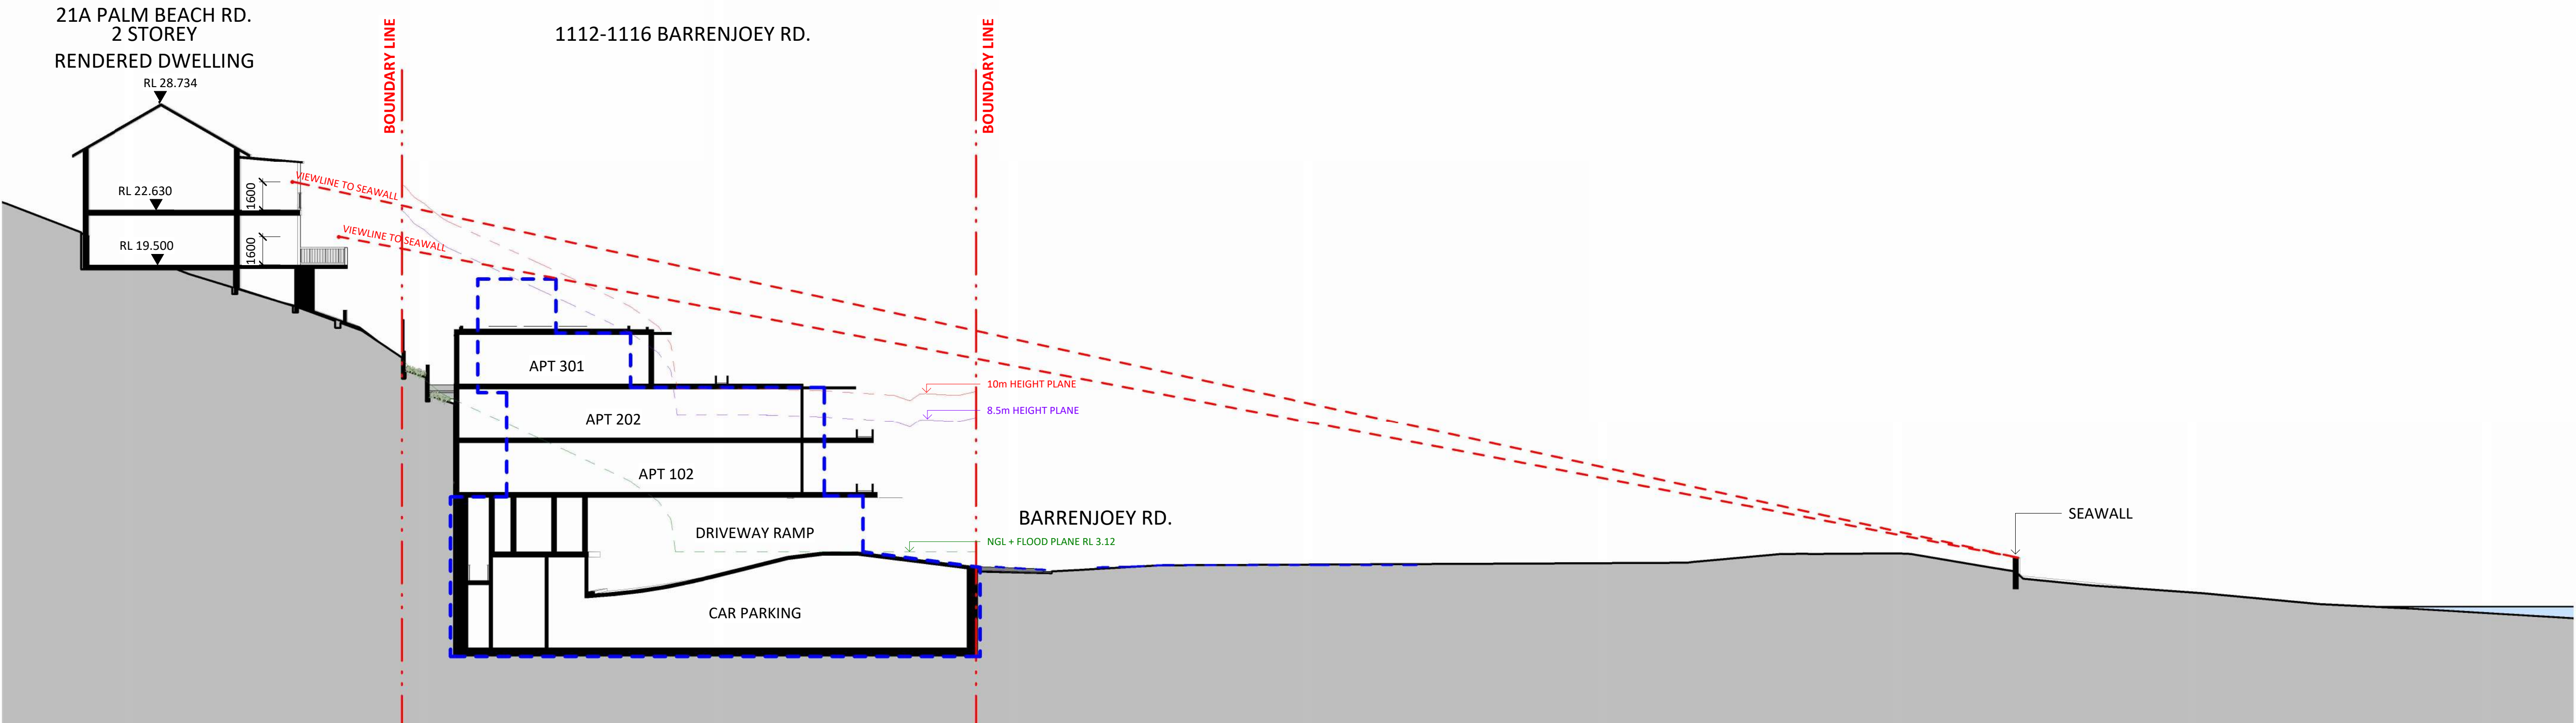 21A PALM BEACH RD.
2 STOREY
RENDERED DWELLING
RL 28.734
BOUNDARY LINE
1112-1116 BARRENJOEY RD.
BOUNDARY LINE
RL 22.630
1600
VIEWLINE TO SEAWALL
RL 19.500
1600
VIEWLINE TO SEAWALL
APT 301
10m HEIGHT PLANE
8.5m HEIGHT PLANE
APT 202
APT 102
DRIVEWAY RAMP
BARRENJOEY RD.
SEAWALL
NGL + FLOOD PLANE RL 3.12
CAR PARKING